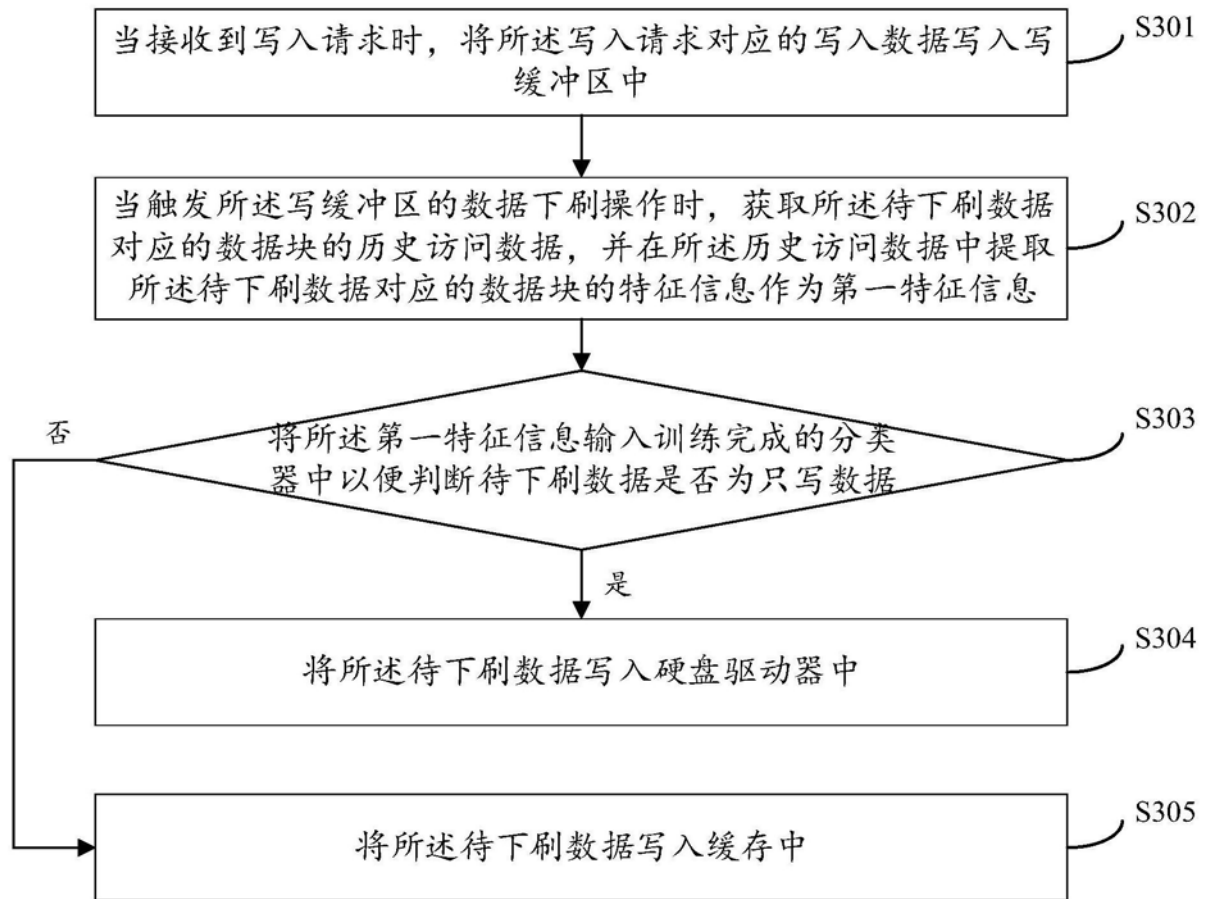 当接收到写入请求时，将所述写入请求对应的写入数据写入写
缓冲区中
S301
当触发所述写缓冲区的数据下刷操作时，获取所述待下刷数据
对应的数据块的历史访问数据，并在所述历史访问数据中提取
所述待下刷数据对应的数据块的特征信息作为第一特征信息
S302
将所述第一特征信息输入训练完成的分类
器中以便判断待下刷数据是否为只写数据
S303
否
是
将所述待下刷数据写入硬盘驱动器中
S304
将所述待下刷数据写入缓存中
S305